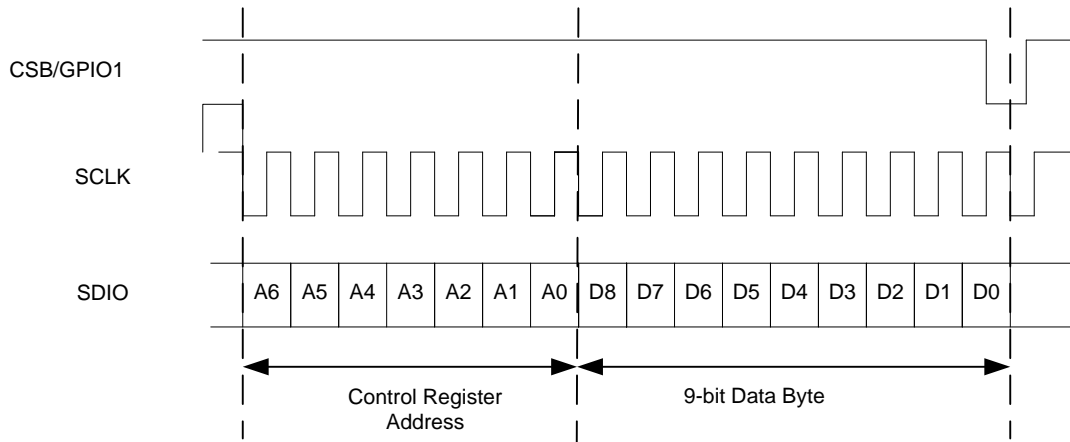 CSB/GPIO1
SCLK
SDIO
A6 A5 A4 A3 A2 A1 A0 D8 D7 D6 D5 D4 D3 D2 D1 D0
Control Register
Address
9-bit Data Byte